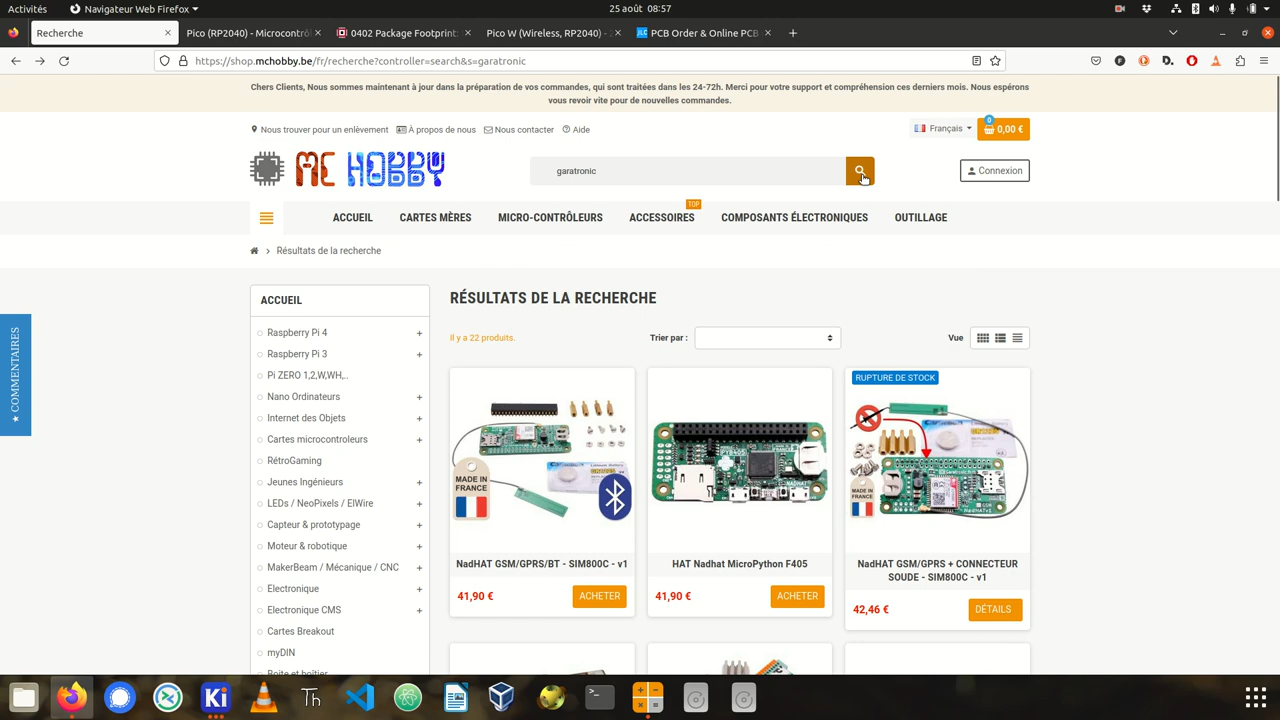 Activités
Navigateur Web Firefox
25 août 08:57
Recherche
Pico (RP2040) - Microcontrôl
0402 Package Footprint
Pico W (Wireless, RP2040) -
JLC
PCB Order & Online PCB
https://shop.mchobby.be/fr/recherche?controller=search&s=garatronic
Chers Clients, Nous sommes maintenant à jour dans la préparation de vos commandes, qui sont traitées dans les 24-72h. Merci pour votre support et compréhension ces derniers mois. Nous espérons
vous revoir vite pour de nouvelles commandes.
Nous trouver pour un enlèvement
À propos de nous
Nous contacter
Aide
Français
0
0,00 €
MC HOBBY
garatronic
Connexion
TOP
ACCUEIL
CARTES MÈRES
MICRO-CONTRÔLEURS
ACCESSOIRES
COMPOSANTS ÉLECTRONIQUES
OUTILLAGE
Résultats de la recherche
ACCUEIL
Raspberry Pi 4
Raspberry Pi 3
Pi ZERO 1,2,W,WH,..
Nano Ordinateurs
Internet des Objets
Cartes microcontroleurs
RétroGaming
Jeunes Ingénieurs
LEDs / NeoPixels / ElWire
Capteur & prototypage
Moteur & robotique
MakerBeam / Mécanique / CNC
Electronique
Electronique CMS
Cartes Breakout
myDIN
Boite et boîtier
★ COMMENTAIRES
RÉSULTATS DE LA RECHERCHE
Il y a 22 produits.
Trier par :
Vue
MADE IN
FRANCE
NadHAT GSM/GPRS/BT - SIM800C - v1
41,90 €
ACHETER
HAT Nadhat MicroPython F405
41,90 €
ACHETER
RUPTURE DE STOCK
MADE IN
FRANCE
NadHAT GSM/GPRS + CONNECTEUR
SOUDE - SIM800C - v1
42,46 €
DÉTAILS
Ki
Th